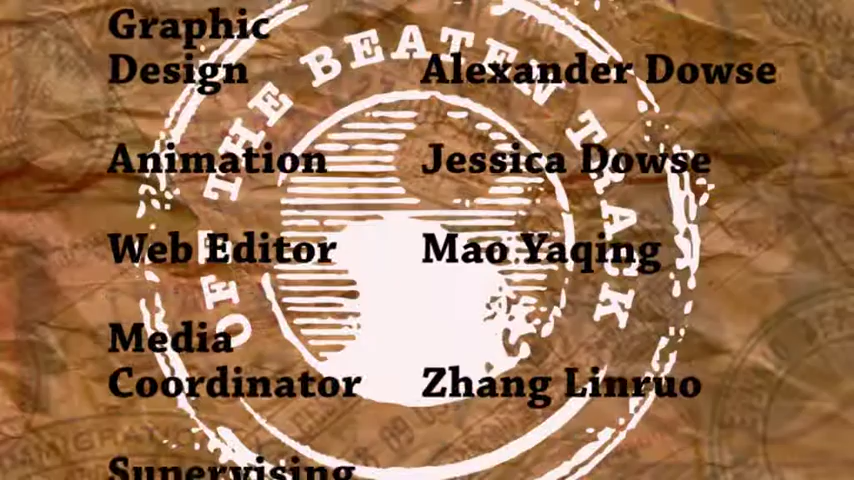 Graphic
Design Alexander Dowse
OFF THE BEATEN TRACK
Animation Jessica Dowse
Web Editor Mao Yaqing
Media
Coordinator Zhang Linruo
Supervising